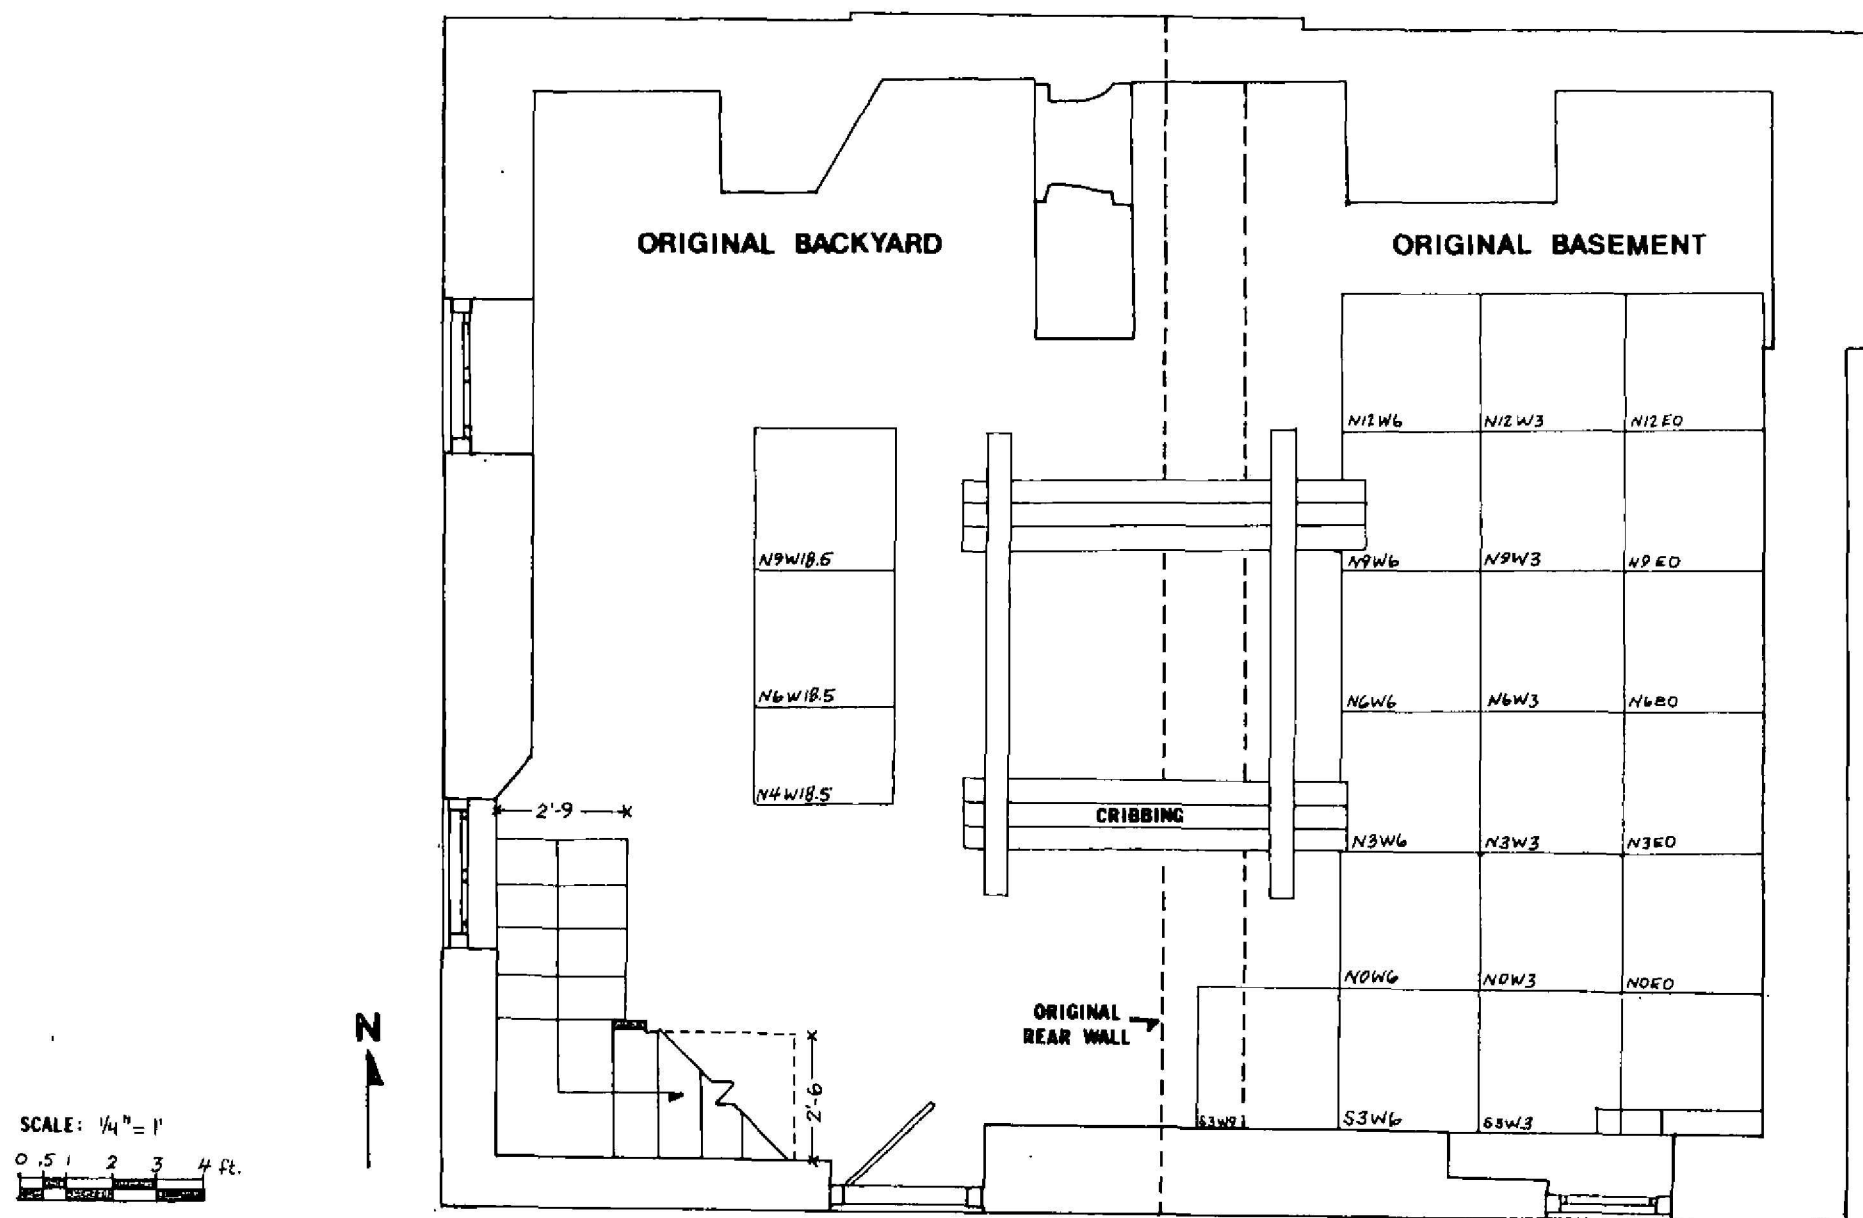 ORIGINAL BACKYARD
ORIGINAL BASEMENT
N12W6
N12W3
N12E0
N9W18.5
N9W6
N9W3
N9E0
N6W18.5
N6W6
N6W3
N6E0
N4W18.5
2'-9
CRIBBING
N3W6
N3W3
N3E0
N0W6
N0W3
N0E0
ORIGINAL
REAR WALL
N
2'-6
S3W9
S3W6
S3W3
SCALE: 1/4" = 1'
0 .5 1 2 3 4 ft.